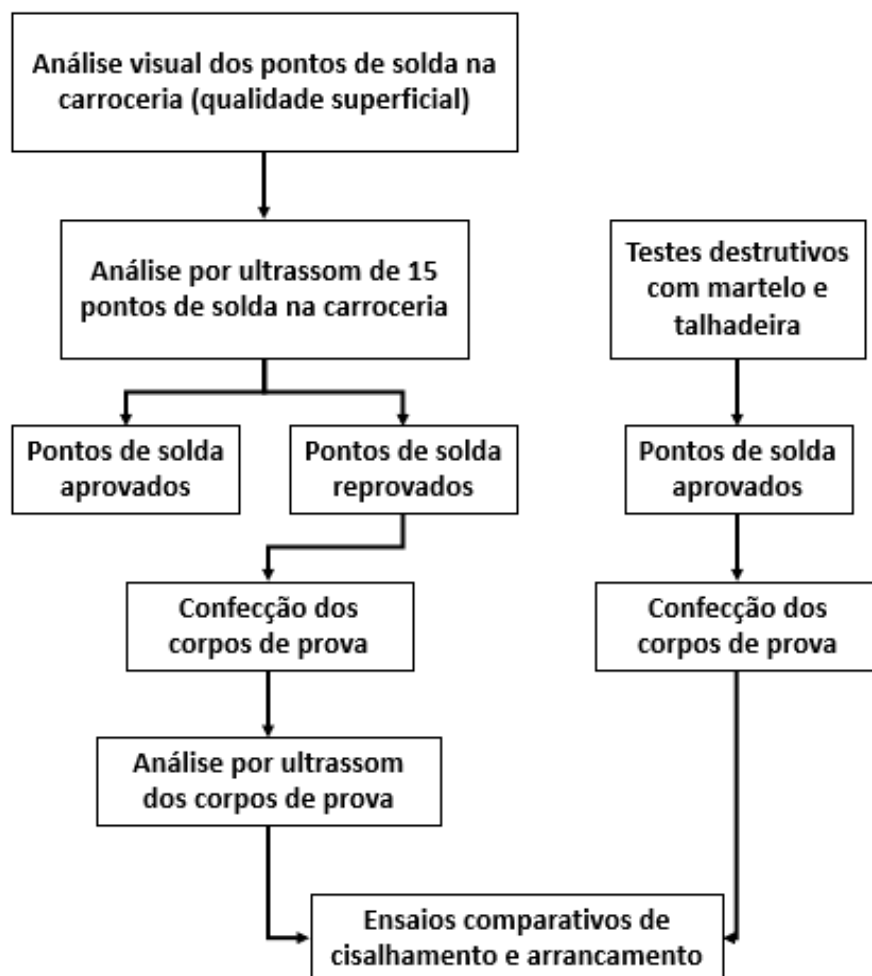 Análise visual dos pontos de solda na
carroceria (qualidade superficial)
Análise por ultrassom de 15
pontos de solda na carroceria
Testes destrutivos
com martelo e
talhadeira
Pontos de solda
aprovados
Pontos de solda
reprovados
Pontos de solda
aprovados
Confecção dos
corpos de prova
Confecção dos
corpos de prova
Análise por ultrassom
dos corpos de prova
Ensaios comparativos de
cisalhamento e arrancamento